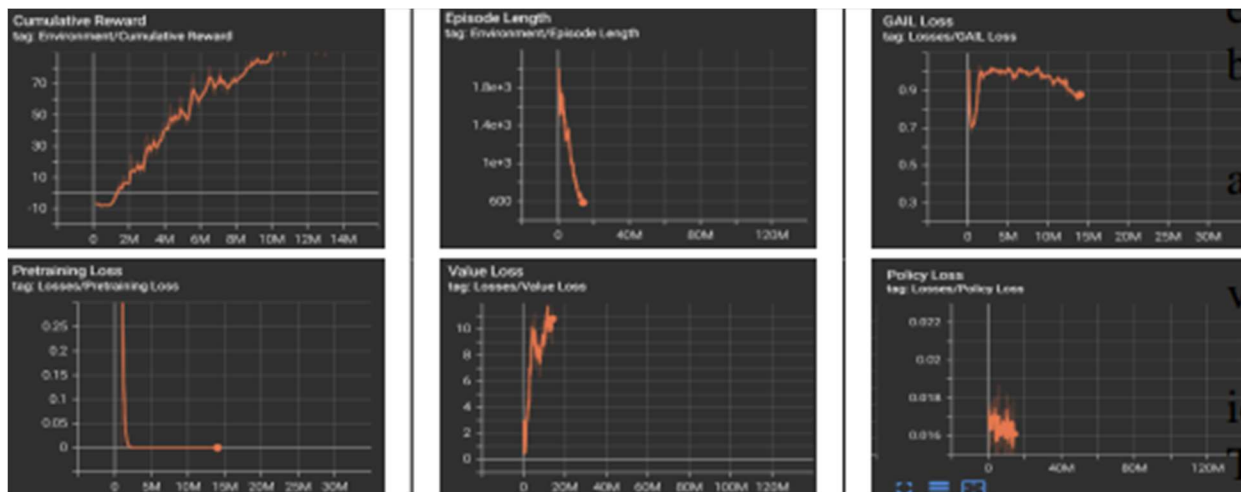 Cumulative Reward
tag: Environment/Cumulative Reward
70
50
30
10
-10
0 2M 4M 6M 8M 10M 12M 14M
Episode Length
tag: Environment/Episode Length
1.8e+3
1.4e+3
1e+3
600
0 40M 80M 120M
GAIL Loss
tag: Losses/GAIL Loss
0.9
0.7
0.5
0.3
0 5M 10M 15M 20M 25M 30M
Pretraining Loss
tag: Losses/Pretraining Loss
0.25
0.2
0.15
0.1
0.05
0
0 5M 10M 15M 20M 25M 30M
Value Loss
tag: Losses/Value Loss
10
8
6
4
2
0
0 20M 40M 60M 80M 100M 120M
Policy Loss
tag: Losses/Policy Loss
0.022
0.02
0.018
0.016
0 40M 80M 120M